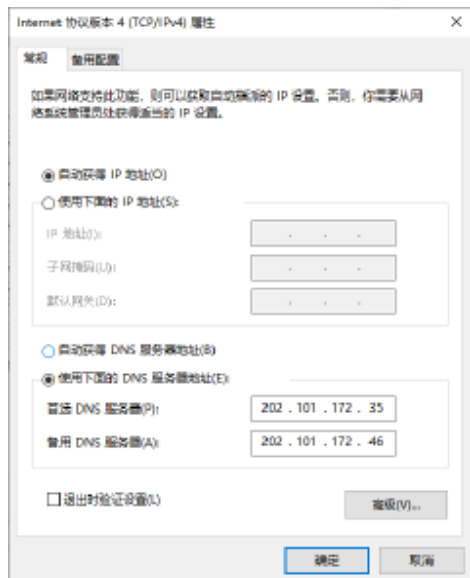 Internet 协议版本 4 (TCP/IPv4) 属性
常规 备用配置
如果网络支持此功能，则可以获取自动指派的 IP 设置。否则，你需要从网
络系统管理员处获得适当的 IP 设置。
自动获得 IP 地址(O)
使用下面的 IP 地址(S):
IP 地址(I):
子网掩码(U):
默认网关(D):
自动获得 DNS 服务器地址(B)
使用下面的 DNS 服务器地址(E):
首选 DNS 服务器(P): 202 . 101 . 172 . 35
备用 DNS 服务器(A): 202 . 101 . 172 . 46
退出时验证设置(L)
高级(V)...
确定 取消